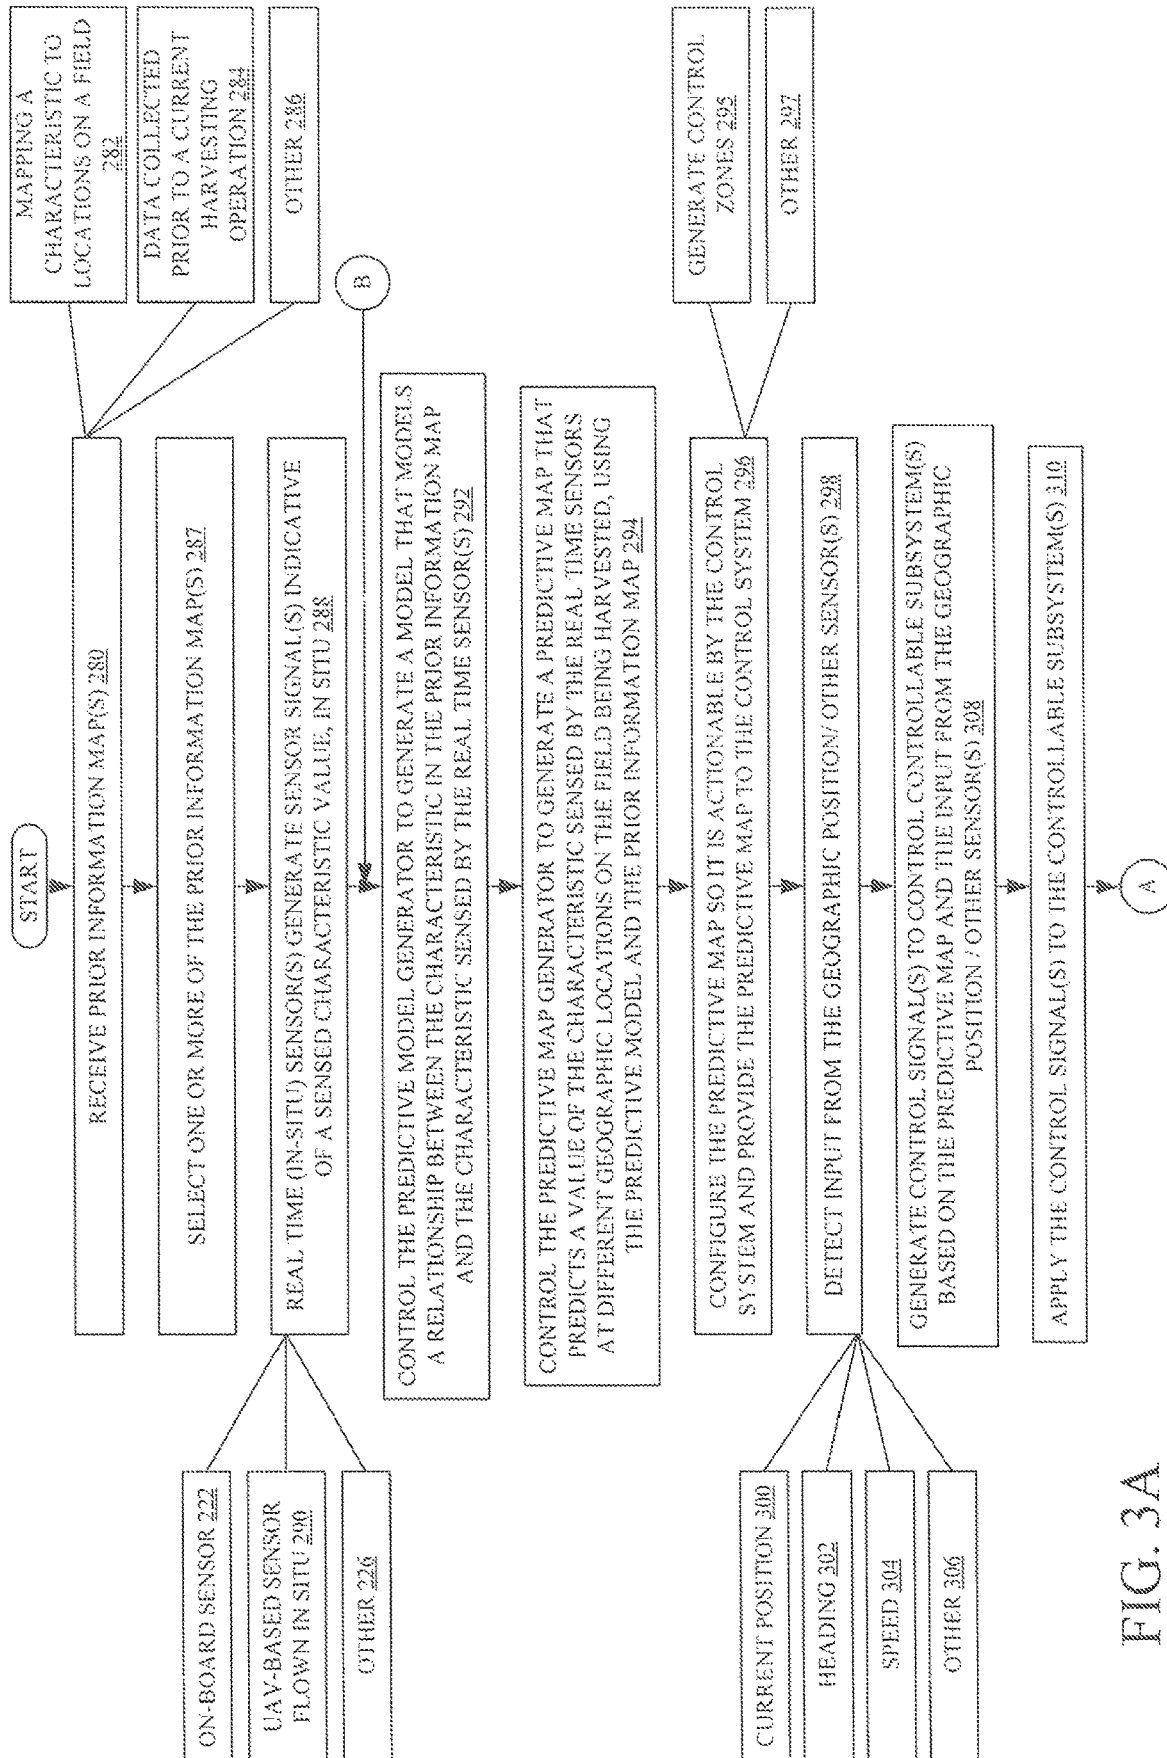 START
RECEIVE PRIOR INFORMATION MAP(S) 280
MAPPING A
CHARACTERISTIC TO
LOCATIONS ON A FIELD
282
DATA COLLECTED
PRIOR TO A CURRENT
HARVESTING
OPERATION 284
OTHER 286
SELECT ONE OR MORE OF THE PRIOR INFORMATION MAP(S) 287
REAL TIME (IN-SITU) SENSOR(S) GENERATE SENSOR SIGNAL(S) INDICATIVE
OF A SENSED CHARACTERISTIC VALUE, IN SITU 288
ON-BOARD SENSOR 222
UAV-BASED SENSOR
FLOWN IN SITU 290
OTHER 226
B
CONTROL THE PREDICTIVE MODEL GENERATOR TO GENERATE A MODEL THAT MODELS
A RELATIONSHIP BETWEEN THE CHARACTERISTIC IN THE PRIOR INFORMATION MAP
AND THE CHARACTERISTIC SENSED BY THE REAL TIME SENSOR(S) 292
CONTROL THE PREDICTIVE MAP GENERATOR TO GENERATE A PREDICTIVE MAP THAT
PREDICTS A VALUE OF THE CHARACTERISTIC SENSED BY THE REAL TIME SENSORS
AT DIFFERENT GEOGRAPHIC LOCATIONS ON THE FIELD BEING HARVESTED, USING
THE PREDICTIVE MODEL AND THE PRIOR INFORMATION MAP 294
CONFIGURE THE PREDICTIVE MAP SO IT IS ACTIONABLE BY THE CONTROL
SYSTEM AND PROVIDE THE PREDICTIVE MAP TO THE CONTROL SYSTEM 296
GENERATE CONTROL
ZONES 295
OTHER 297
DETECT INPUT FROM THE GEOGRAPHIC POSITION/ OTHER SENSOR(S) 298
CURRENT POSITION 300
HEADING 302
SPEED 304
OTHER 306
GENERATE CONTROL SIGNAL(S) TO CONTROL CONTROLLABLE SUBSYSTEM(S)
BASED ON THE PREDICTIVE MAP AND THE INPUT FROM THE GEOGRAPHIC
POSITION / OTHER SENSOR(S) 308
APPLY THE CONTROL SIGNAL(S) TO THE CONTROLLABLE SUBSYSTEM(S) 310
A
FIG. 3A